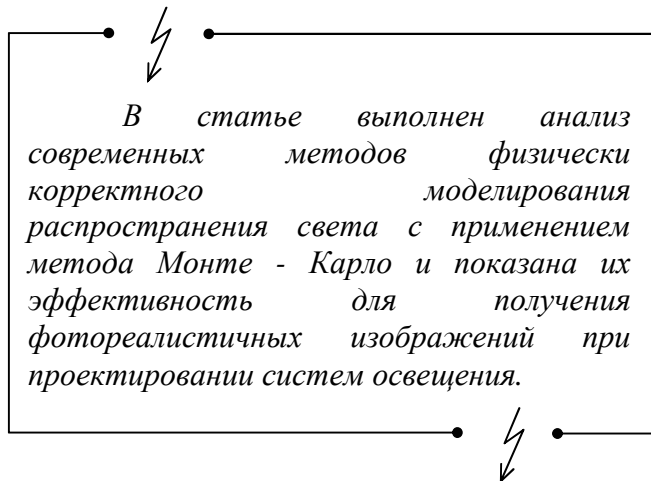 В статье выполнен анализ
современных методов физически
корректного моделирования
распространения света с применением
метода Монте - Карло и показана их
эффективность для получения
фотореалистичных изображений при
проектировании систем освещения.